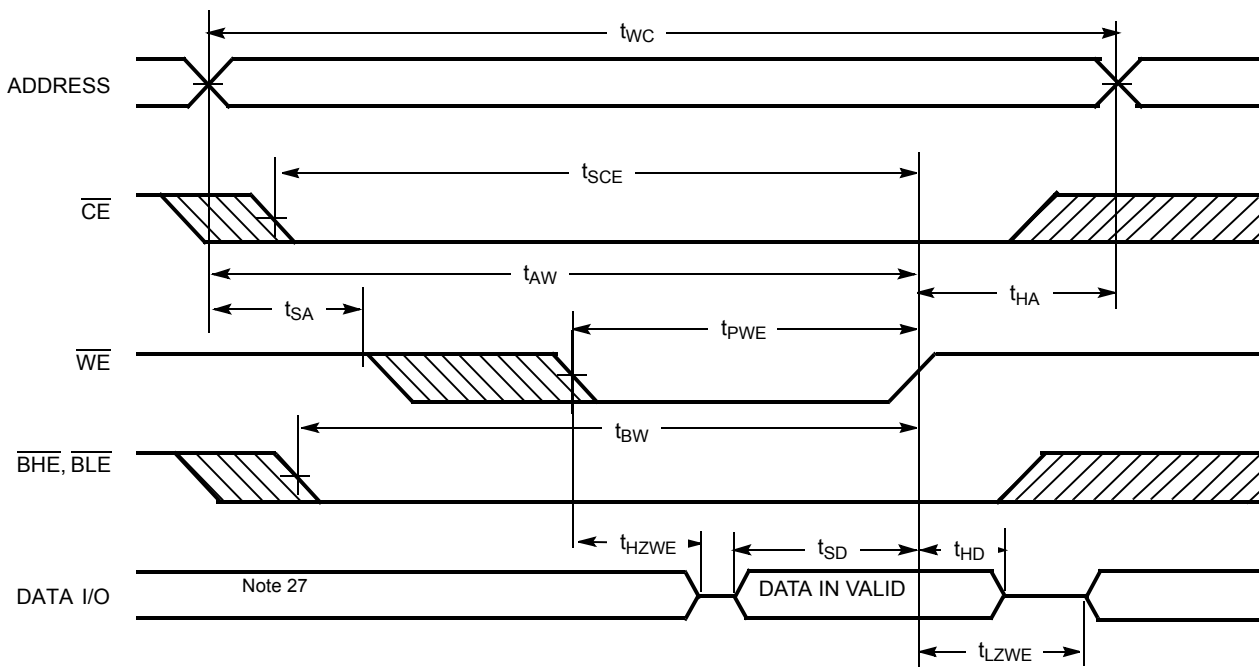 tWC
ADDRESS
tSCE
CE
tAW
tSA
tHA
tPWE
WE
tBW
BHE, BLE
tHZWE
tSD
tHD
DATA I/O
Note 27
DATA IN VALID
tLZWE